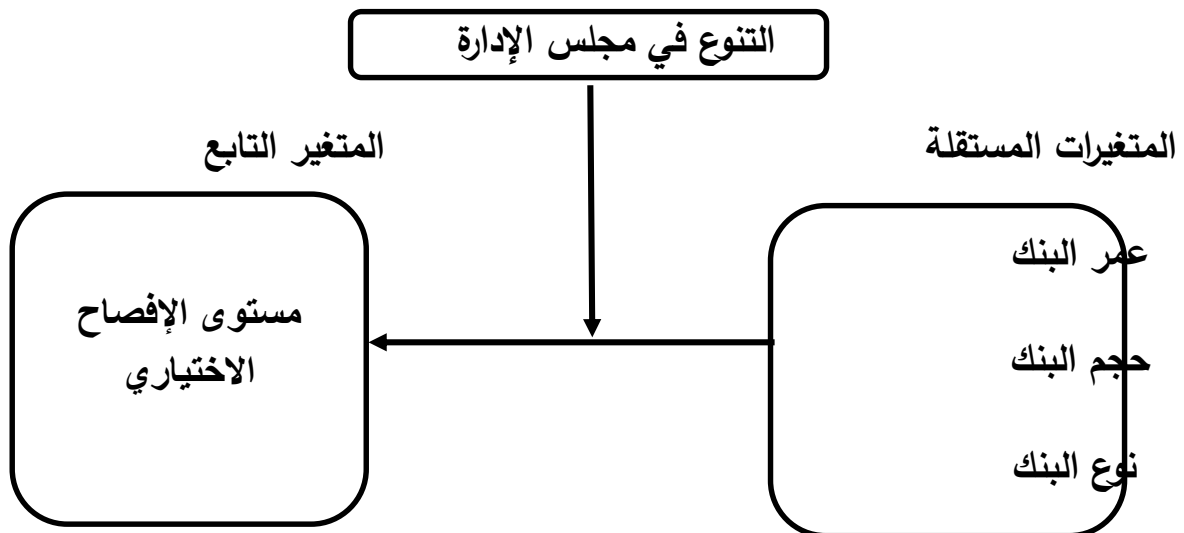 التنوع في مجلس الإدارة
المتغيرات المستقلة
المتغير التابع
عمر البنك
حجم البنك
نوع البنك
مستوى الإفصاح
الاختياري